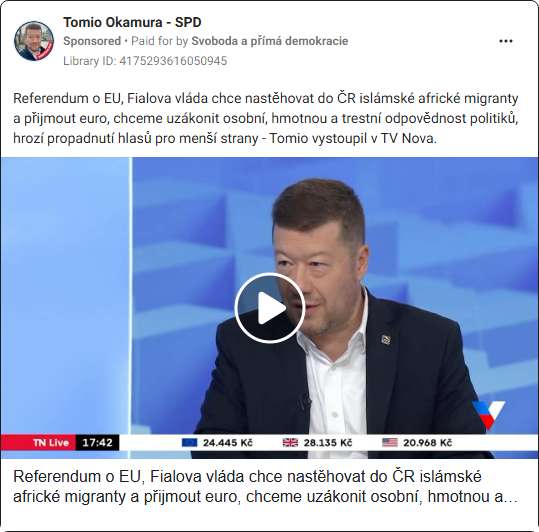 Tomio Okamura - SPD
Sponsored • Paid for by Svoboda a přímá demokracie
Library ID: 4175293616050945
Referendum o EU, Fialova vláda chce nastěhovat do ČR islámské africké migranty
a přijmout euro, chceme uzákonit osobní, hmotnou a trestní odpovědnost politiků,
hrozí propadnutí hlasů pro menší strany - Tomio vystoupil v TV Nova.
TN Live 17:42 24.445 Kč 28.135 Kč 20.968 Kč
Referendum o EU, Fialova vláda chce nastěhovat do ČR islámské
africké migranty a přijmout euro, chceme uzákonit osobní, hmotnou a...